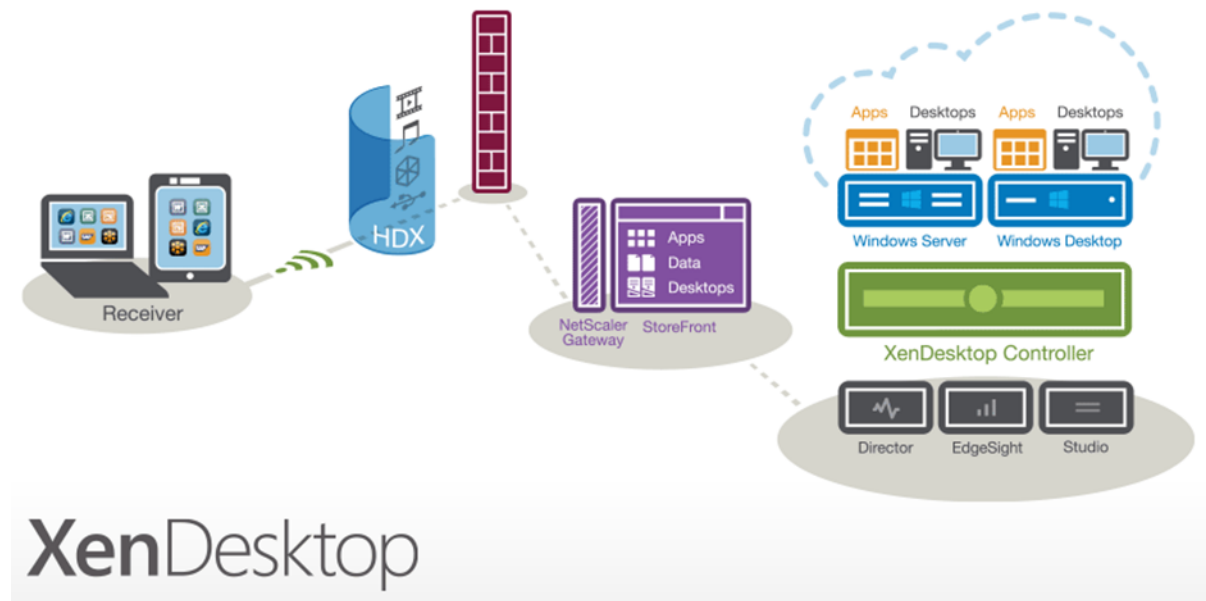 Receiver
HDX
Apps
Data
Desktops
NetScaler
Gateway
StoreFront
Apps Desktops Apps Desktops
Windows Server Windows Desktop
XenDesktop Controller
Director EdgeSight Studio
XenDesktop